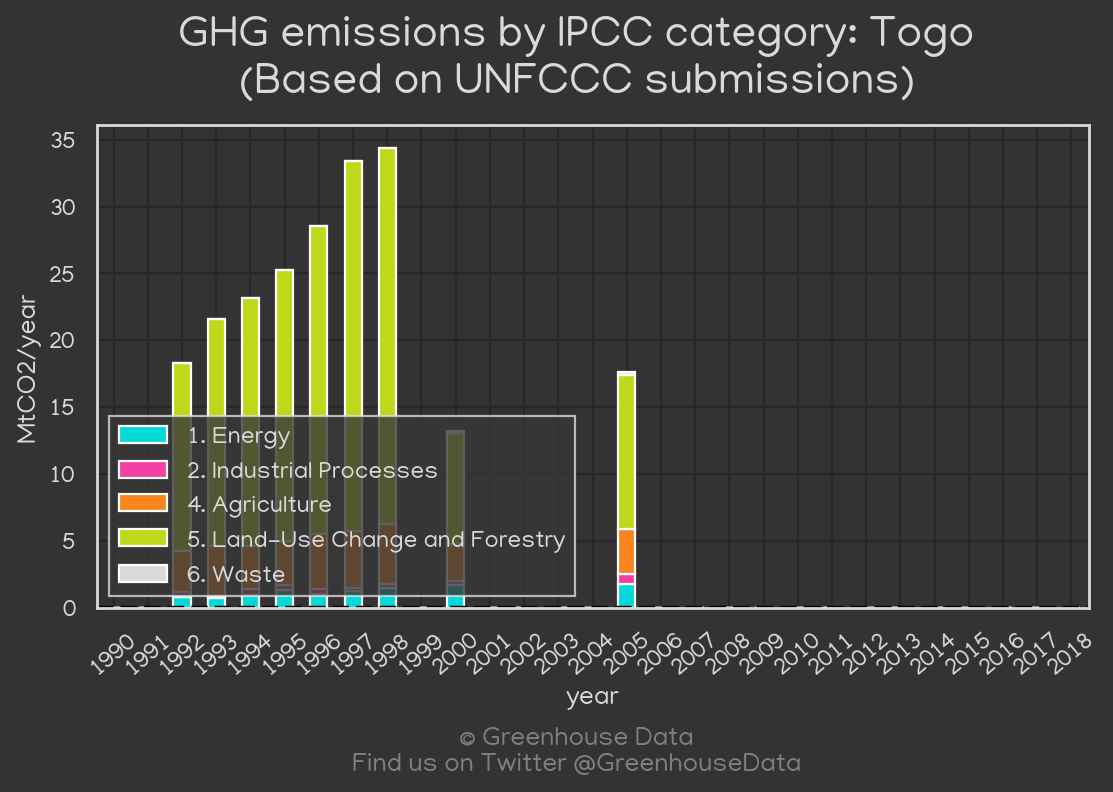 GHG emissions by IPCC category: Togo
(Based on UNFCCC submissions)
35
30
25
20
15
10
5
0
MtCO2/year
1. Energy
2. Industrial Processes
4. Agriculture
5. Land-Use Change and Forestry
6. Waste
1990 1991 1992 1993 1994 1995 1996 1997 1998 1999 2000 2001 2002 2003 2004 2005 2006 2007 2008 2009 2010 2011 2012 2013 2014 2015 2016 2017 2018
year
© Greenhouse Data
Find us on Twitter @GreenhouseData